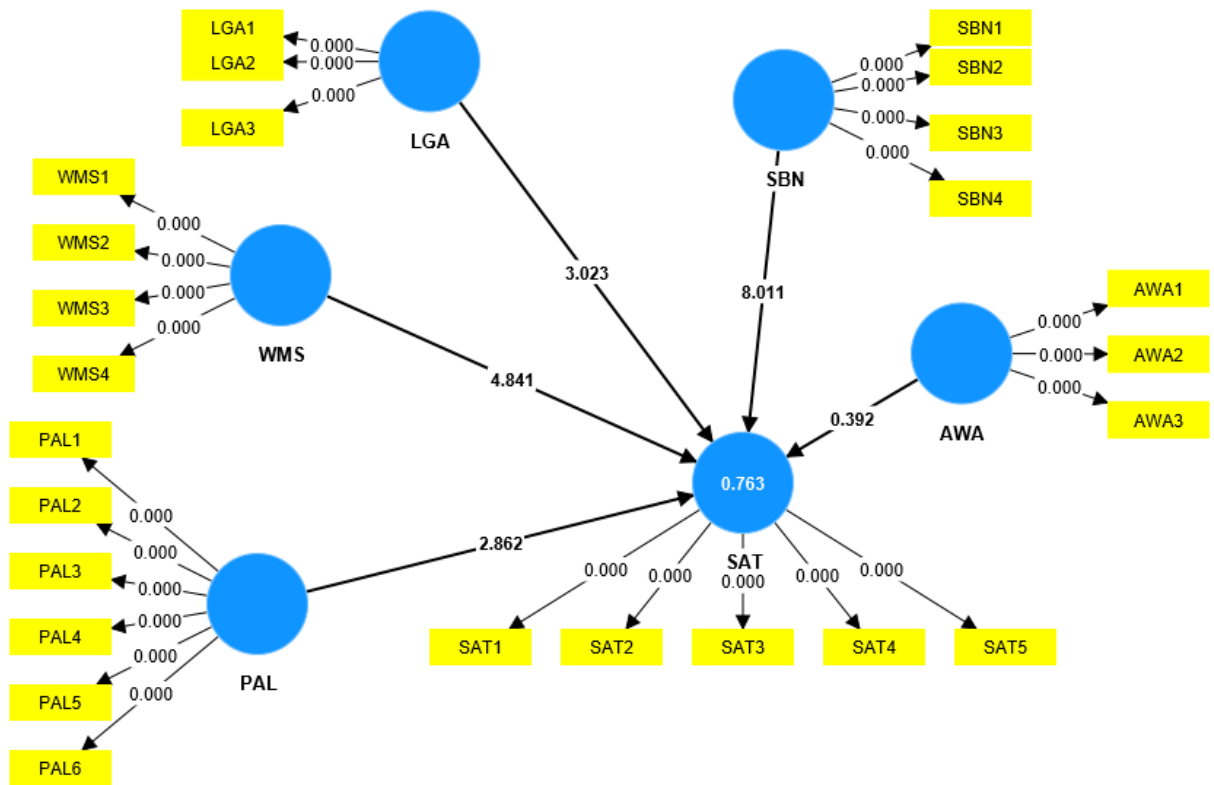 LGA1
LGA2
LGA3
0.000
0.000
0.000
LGA
SBN1
SBN2
SBN3
SBN4
0.000
0.000
0.000
0.000
SBN
WMS1
WMS2
WMS3
WMS4
0.000
0.000
0.000
0.000
WMS
3.023
8.011
4.841
0.392
2.862
AWA1
AWA2
AWA3
0.000
0.000
0.000
AWA
PAL1
PAL2
PAL3
PAL4
PAL5
PAL6
0.000
0.000
0.000
0.000
0.000
0.000
PAL
0.763
SAT
0.000
0.000
0.000
0.000
0.000
SAT1
SAT2
SAT3
SAT4
SAT5